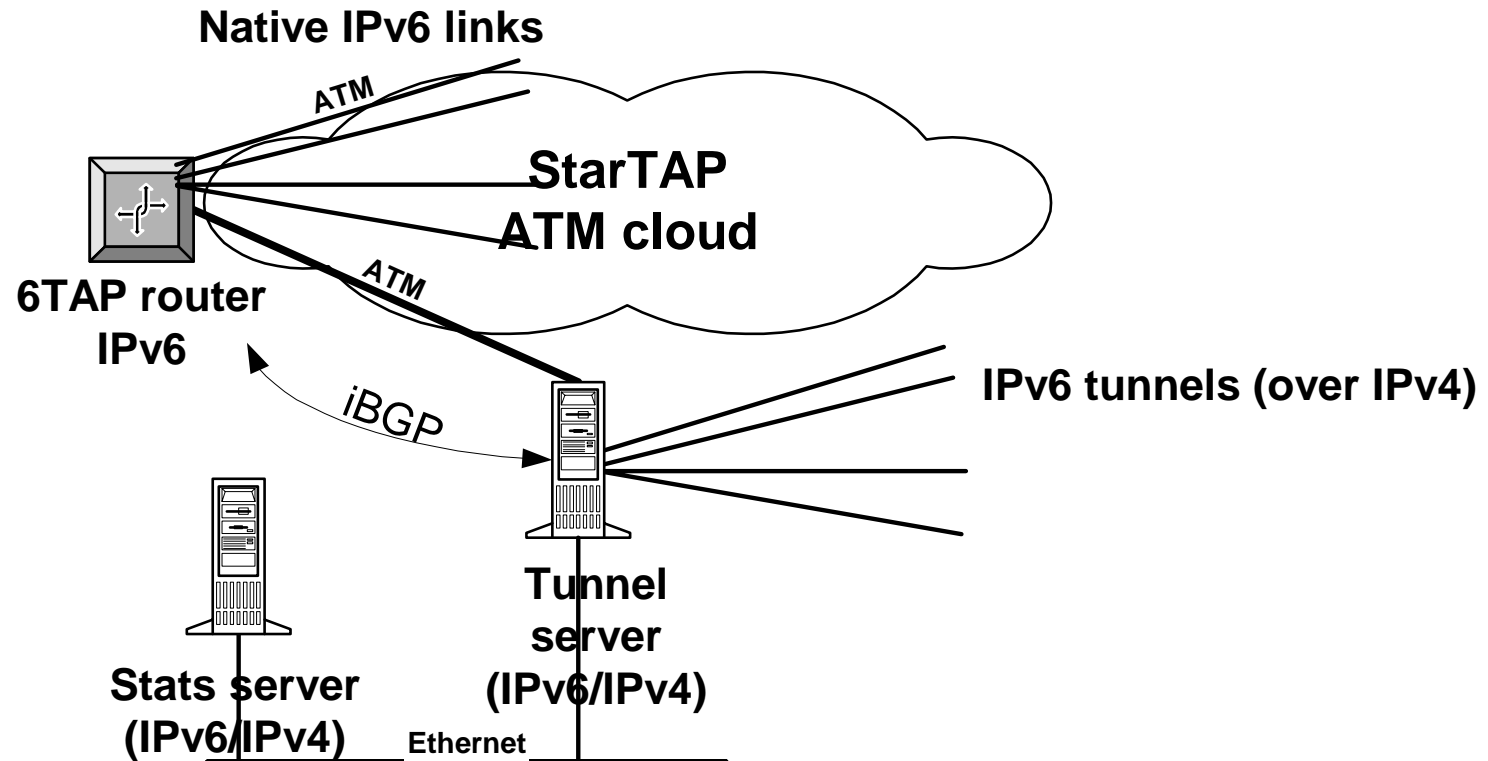 Native IPv6 links
ATM
StarTAP
ATM cloud
6TAP router
IPv6
ATM
iBGP
IPv6 tunnels (over IPv4)
Tunnel
server
(IPv6/IPv4)
Stats server
(IPv6/IPv4)
Ethernet